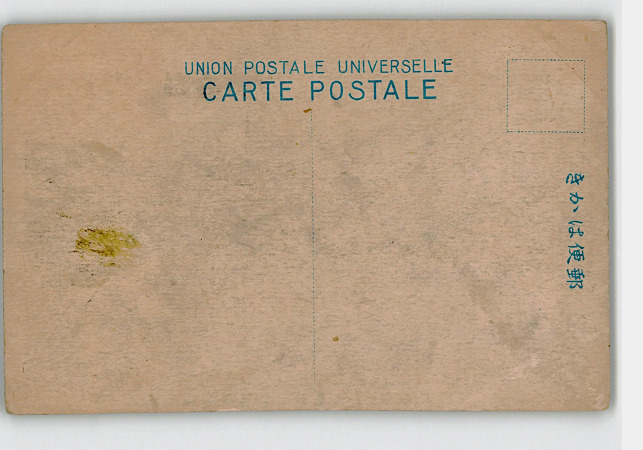 UNION POSTALE UNIVERSELLE
CARTE POSTALE
きかは便郵